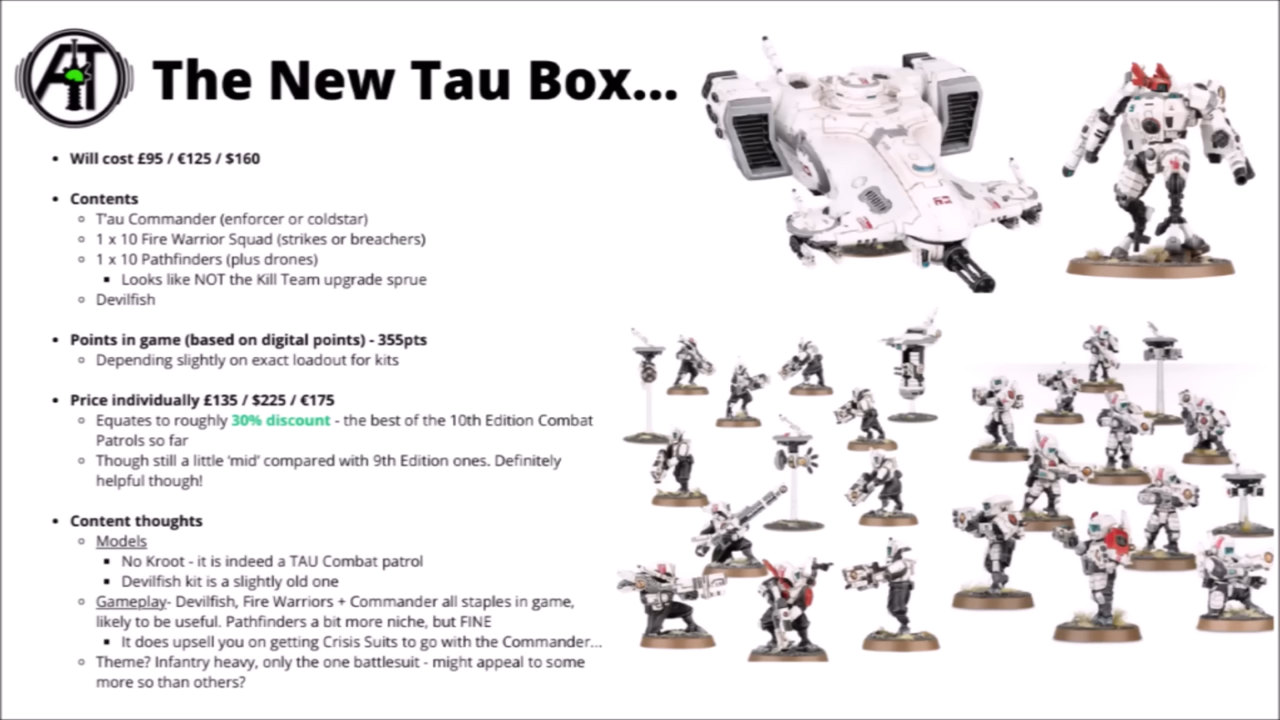 AT
The New Tau Box...
• Will cost £95 / €125 / $160
• Contents
◦ T'au Commander (enforcer or coldstar)
◦ 1 x 10 Fire Warrior Squad (strikes or breachers)
◦ 1 x 10 Pathfinders (plus drones)
▪ Looks like NOT the Kill Team upgrade sprue
◦ Devilfish
• Points in game (based on digital points) - 355pts
◦ Depending slightly on exact loadout for kits
• Price individually £135 / $225 / €175
◦ Equates to roughly 30% discount - the best of the 10th Edition Combat
Patrols so far
◦ Though still a little 'mid' compared with 9th Edition ones. Definitely
helpful though!
• Content thoughts
◦ Models
▪ No Kroot - it is indeed a TAU Combat patrol
▪ Devilfish kit is a slightly old one
◦ Gameplay- Devilfish, Fire Warriors + Commander all staples in game,
likely to be useful. Pathfinders a bit more niche, but FINE
▪ It does upsell you on getting Crisis Suits to go with the Commander...
◦ Theme? Infantry heavy, only the one battlesuit - might appeal to some
more so than others?